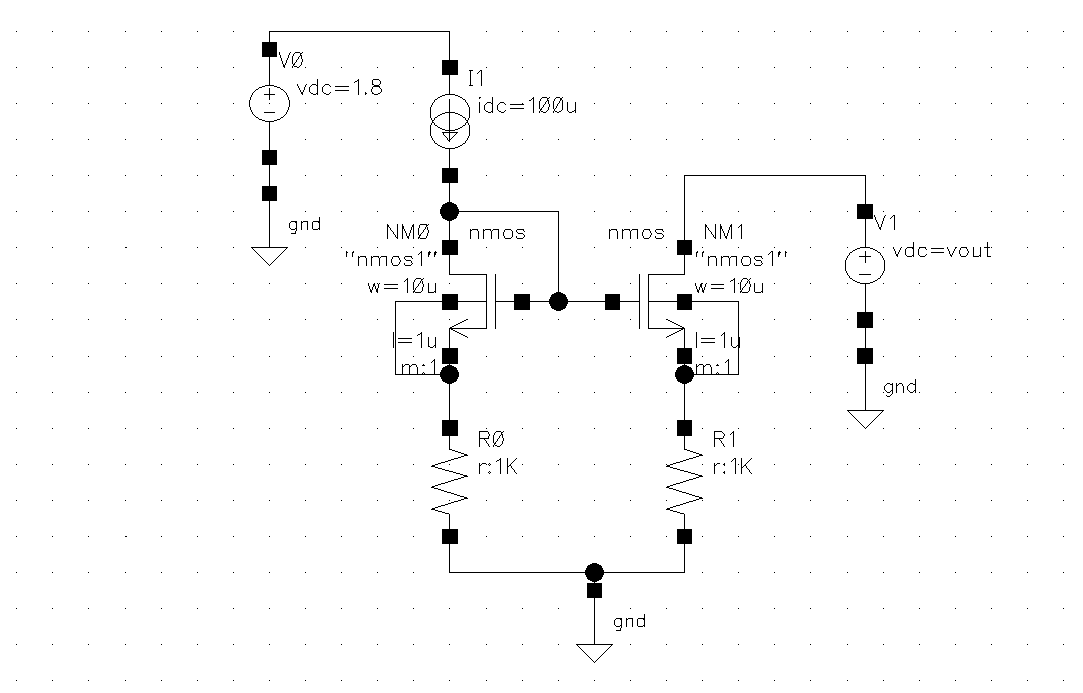 VØ
vdc=1.8
I1
idc=1ØØu
gnd
NMØ
nmos
"nmos1"
w=1Øu
l=1u
m:1
nmos
NM1
"nmos1"
w=1Øu
l=1u
m:1
V1
vdc=vout
gnd
RØ
r:1K
R1
r:1K
gnd